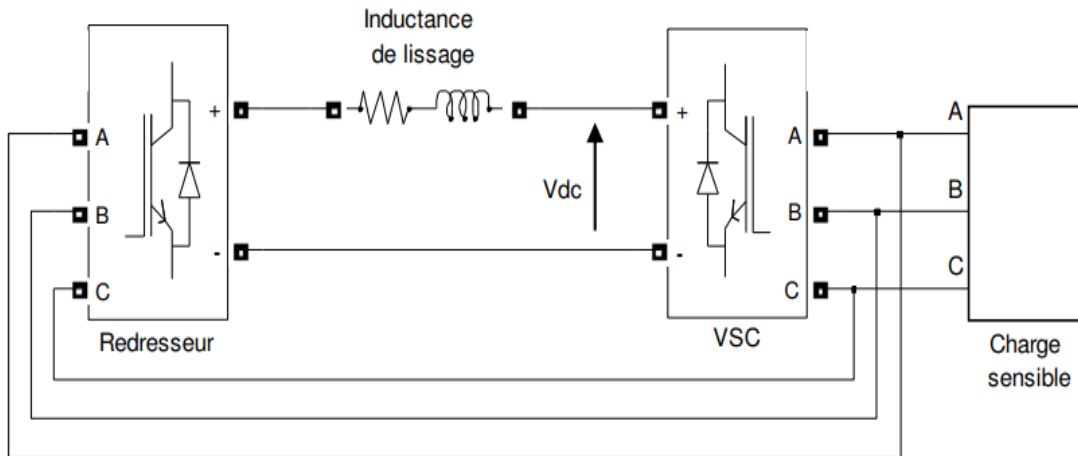 Inductance
de lissage
+
+
A
A
A
Vdc
B
B
B
-
-
C
C
C
Redresseur
VSC
Charge
sensible